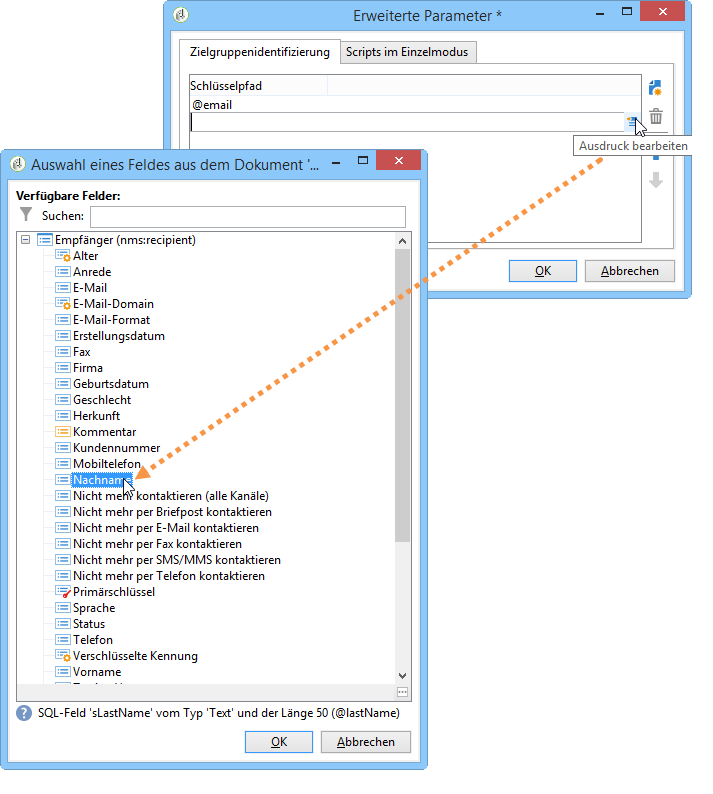 Erweiterte Parameter *
Zielgruppenidentifizierung
Scripts im Einzelmodus
Schlüsselpfad
@email
Ausdruck bearbeiten
OK
Abbrechen
Auswahl eines Feldes aus dem Dokument '...
Verfügbare Felder:
Suchen:
Empfänger (nms:recipient)
Alter
Anrede
E-Mail
E-Mail-Domain
E-Mail-Format
Erstellungsdatum
Fax
Firma
Geburtsdatum
Geschlecht
Herkunft
Kommentar
Kundennummer
Mobiltelefon
Nachname
Nicht mehr kontaktieren (alle Kanäle)
Nicht mehr per Briefpost kontaktieren
Nicht mehr per E-Mail kontaktieren
Nicht mehr per Fax kontaktieren
Nicht mehr per SMS/MMS kontaktieren
Nicht mehr per Telefon kontaktieren
Primärschlüssel
Sprache
Status
Telefon
Verschlüsselte Kennung
Vorname
SQL-Feld 'sLastName' vom Typ 'Text' und der Länge 50 (@lastName)
OK
Abbrechen